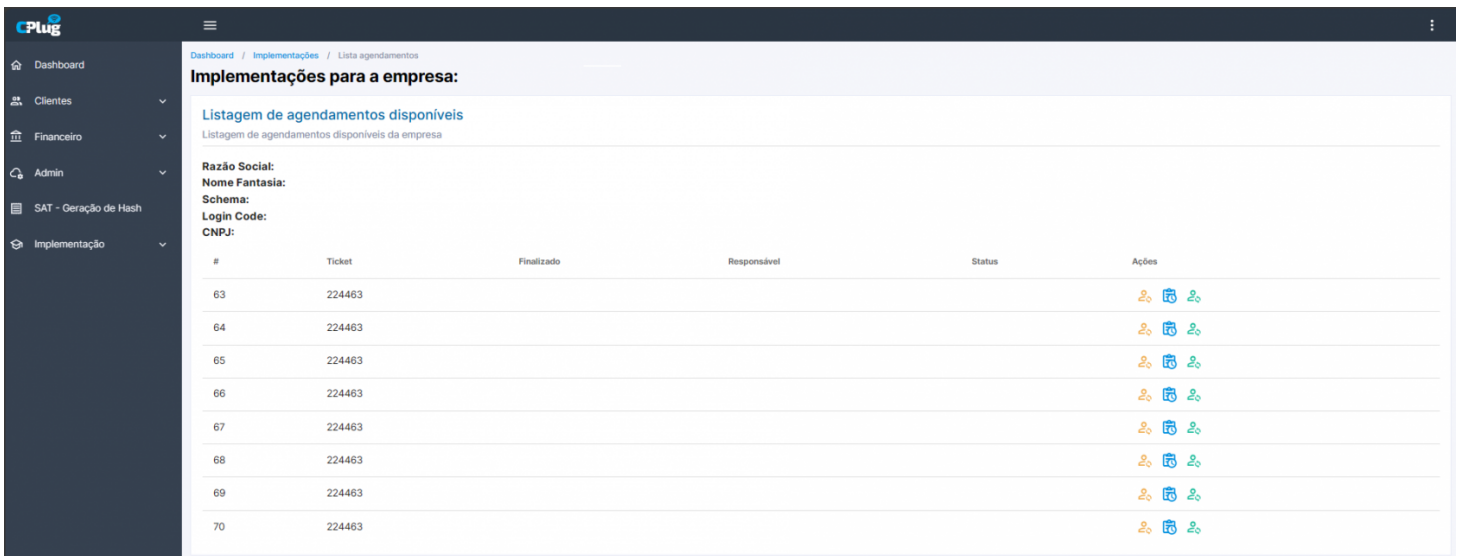 CPlug
Dashboard
Clientes
Financeiro
Admin
SAT - Geração de Hash
Implementação
Dashboard / Implementações / Lista agendamentos
Implementações para a empresa:
Listagem de agendamentos disponíveis
Listagem de agendamentos disponíveis da empresa
Razão Social:
Nome Fantasia:
Schema:
Login Code:
CNPJ:
# Ticket Finalizado Responsável Status Ações
63 224463
64 224463
65 224463
66 224463
67 224463
68 224463
69 224463
70 224463